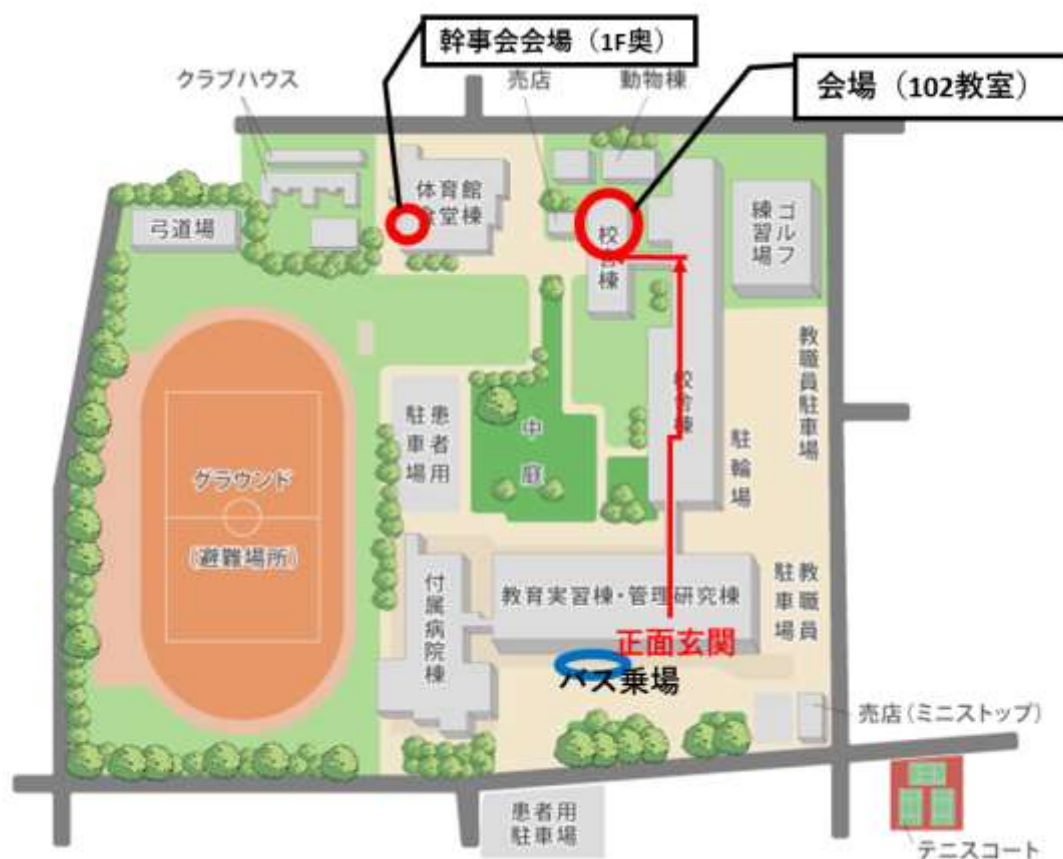 幹事会会場（1F奥）
会場（102教室）
クラブハウス
売店
動物棟
体育館
食堂棟
弓道場
校舎棟
ゴルフ
練習場
教職員駐車場
患者用
駐車場
中庭
校舎棟
駐輪場
グラウンド
(避難場所)
付属病院棟
教育実習棟・管理研究棟
教職員
駐車場
正面玄関
バス乗場
売店(ミニストップ)
患者用
駐車場
テニスコート